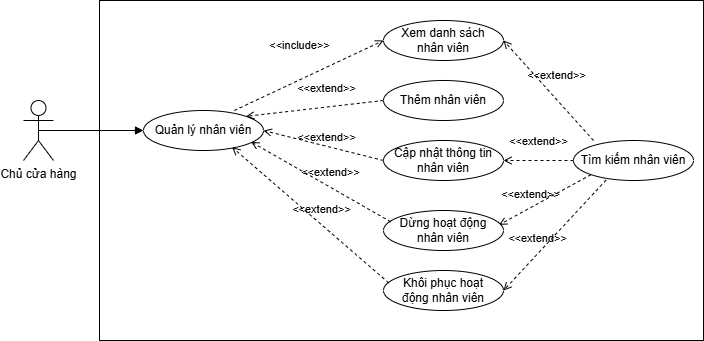 Xem danh sách
nhân viên
<<include>>
<<extend>>
<<extend>>
Thêm nhân viên
Quản lý nhân viên
<<extend>>
Cập nhật thông tin
nhân viên
<<extend>>
Tìm kiếm nhân viên
Chủ cửa hàng
<<extend>>
<<extend>>
<<extend>>
Dừng hoạt động
nhân viên
<<extend>>
Khôi phục hoạt
động nhân viên